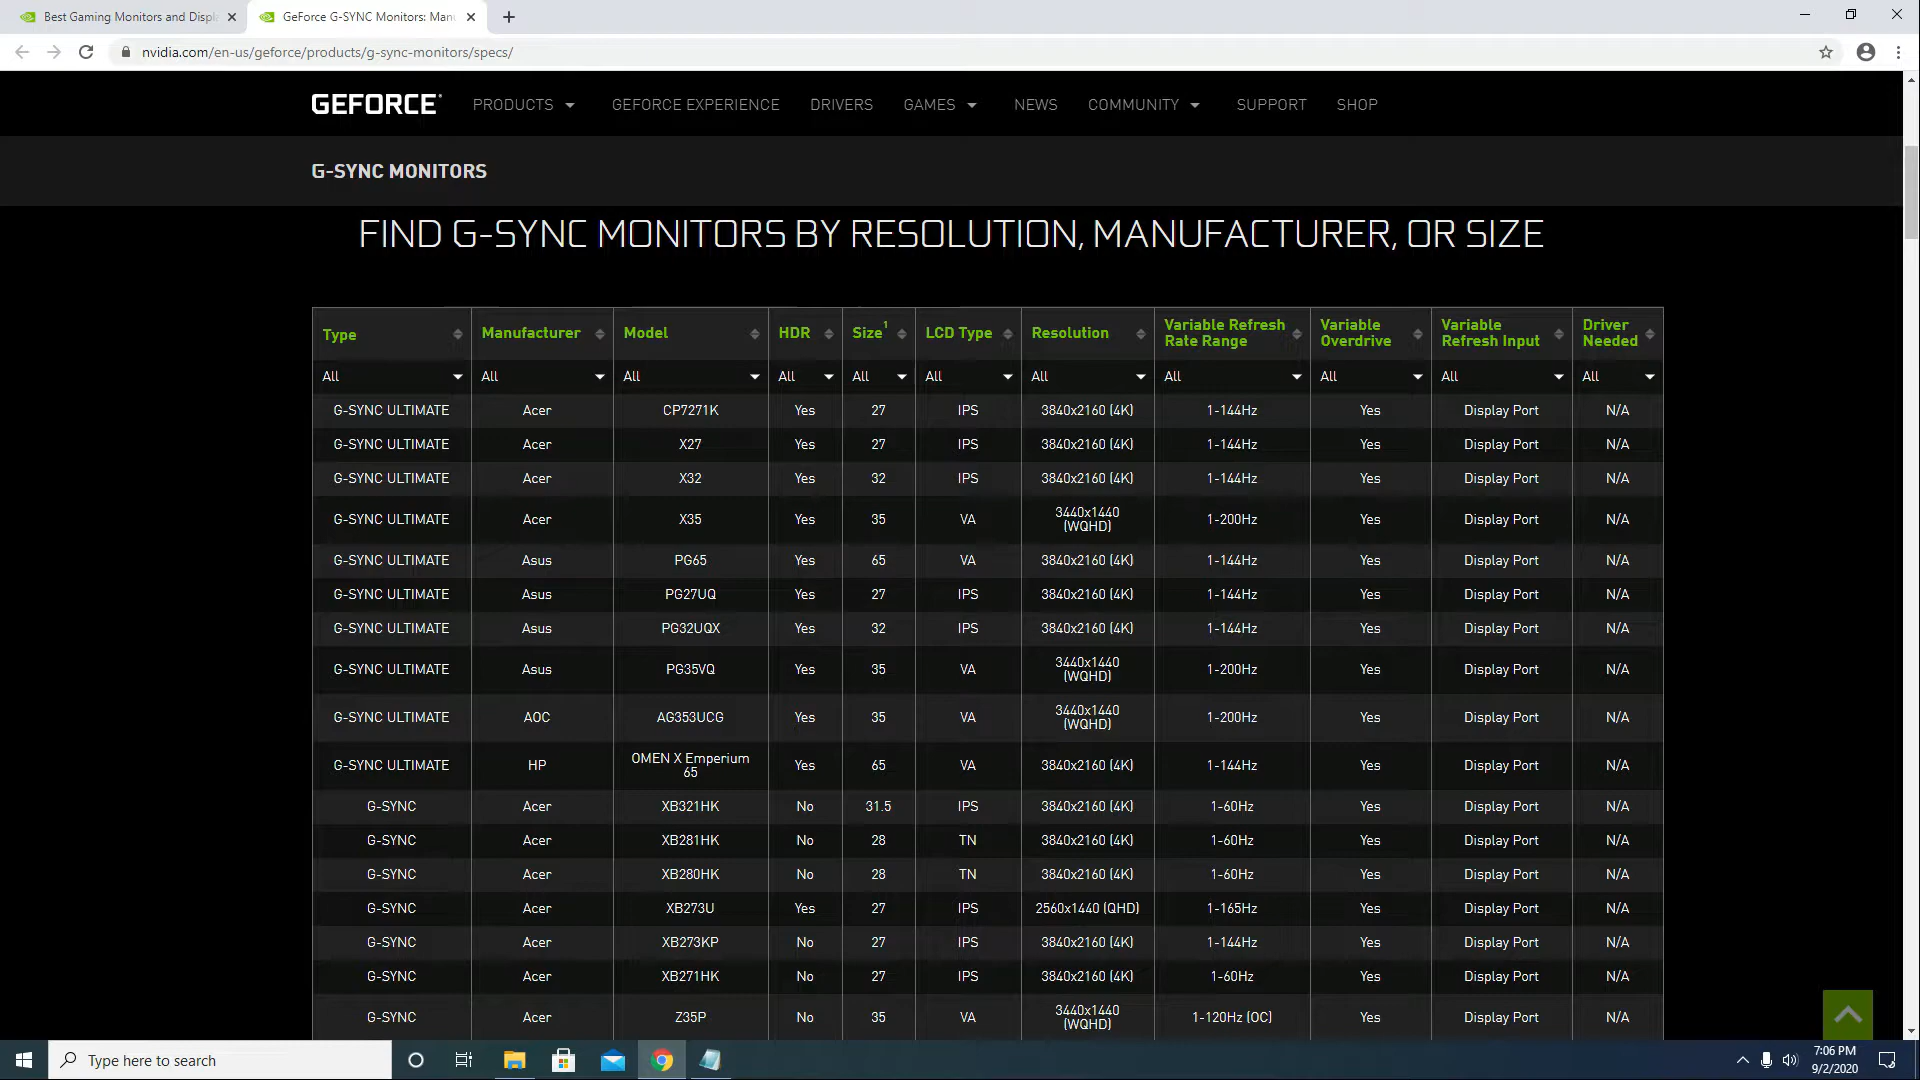 Best Gaming Monitors and Displ
GeForce G-SYNC Monitors: Man
nvidia.com/en-us/geforce/products/g-sync-monitors/specs/
GEFORCE PRODUCTS GEFORCE EXPERIENCE DRIVERS GAMES NEWS COMMUNITY SUPPORT SHOP
G-SYNC MONITORS
FIND G-SYNC MONITORS BY RESOLUTION, MANUFACTURER, OR SIZE
Type Manufacturer Model HDR Size¹ LCD Type Resolution Variable Refresh Rate Range Variable Overdrive Variable Refresh Input Driver Needed
All All All All All All All All All All All
G-SYNC ULTIMATE Acer CP7271K Yes 27 IPS 3840x2160 (4K) 1-144Hz Yes Display Port N/A
G-SYNC ULTIMATE Acer X27 Yes 27 IPS 3840x2160 (4K) 1-144Hz Yes Display Port N/A
G-SYNC ULTIMATE Acer X32 Yes 32 IPS 3840x2160 (4K) 1-144Hz Yes Display Port N/A
G-SYNC ULTIMATE Acer X35 Yes 35 VA 3440x1440 (WQHD) 1-200Hz Yes Display Port N/A
G-SYNC ULTIMATE Asus PG65 Yes 65 VA 3840x2160 (4K) 1-144Hz Yes Display Port N/A
G-SYNC ULTIMATE Asus PG27UQ Yes 27 IPS 3840x2160 (4K) 1-144Hz Yes Display Port N/A
G-SYNC ULTIMATE Asus PG32UQX Yes 32 IPS 3840x2160 (4K) 1-144Hz Yes Display Port N/A
G-SYNC ULTIMATE Asus PG35VQ Yes 35 VA 3440x1440 (WQHD) 1-200Hz Yes Display Port N/A
G-SYNC ULTIMATE AOC AG353UCG Yes 35 VA 3440x1440 (WQHD) 1-200Hz Yes Display Port N/A
G-SYNC ULTIMATE HP OMEN X Emperium 65 Yes 65 VA 3840x2160 (4K) 1-144Hz Yes Display Port N/A
G-SYNC Acer XB321HK No 31.5 IPS 3840x2160 (4K) 1-60Hz Yes Display Port N/A
G-SYNC Acer XB281HK No 28 TN 3840x2160 (4K) 1-60Hz Yes Display Port N/A
G-SYNC Acer XB280HK No 28 TN 3840x2160 (4K) 1-60Hz Yes Display Port N/A
G-SYNC Acer XB273U Yes 27 IPS 2560x1440 (QHD) 1-165Hz Yes Display Port N/A
G-SYNC Acer XB273KP No 27 IPS 3840x2160 (4K) 1-144Hz Yes Display Port N/A
G-SYNC Acer XB271HK No 27 IPS 3840x2160 (4K) 1-60Hz Yes Display Port N/A
G-SYNC Acer Z35P No 35 VA 3440x1440 (WQHD) 1-120Hz (OC) Yes Display Port N/A
Type here to search
7:06 PM
9/2/2020